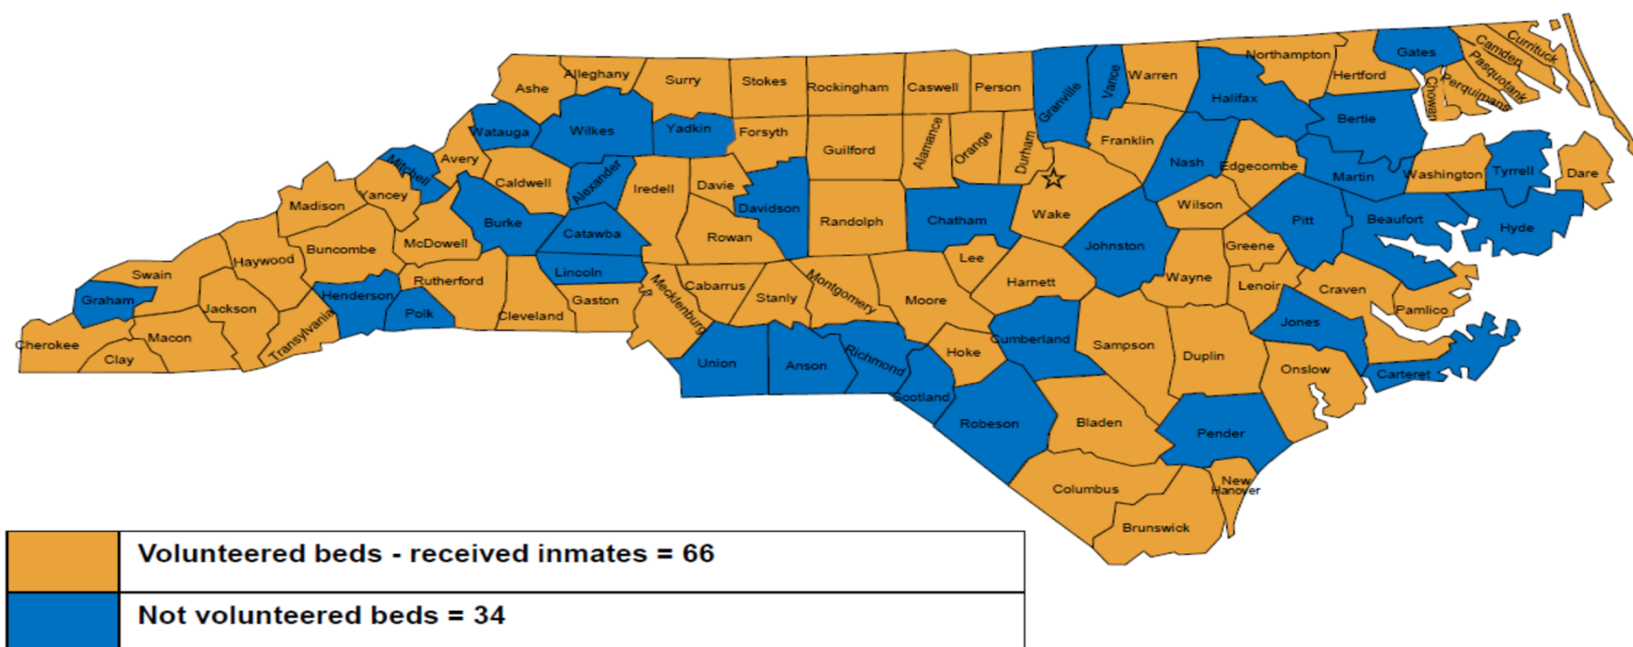 Ashe
Alleghany
Surry
Stokes
Rockingham
Caswell
Person
Granville
Vance
Warren
Northampton
Hertford
Gates
Currituck
Camden
Pasquotank
Perquimans
Chowan
Halifax
Bertie
Watauga
Wilkes
Yadkin
Forsyth
Guilford
Alamance
Orange
Durham
Franklin
Nash
Edgecombe
Martin
Washington
Tyrrell
Dare
Mitchell
Avery
Caldwell
Alexander
Iredell
Davie
Davidson
Randolph
Chatham
Wake
Wilson
Pitt
Beaufort
Hyde
Madison
Yancey
Burke
Catawba
Rowan
Johnston
Greene
Buncombe
McDowell
Lincoln
Lee
Harnett
Wayne
Lenoir
Craven
Pamlico
Swain
Haywood
Rutherford
Gaston
Mecklenburg
Cabarrus
Stanly
Montgomery
Moore
Graham
Jackson
Henderson
Polk
Cleveland
Cherokee
Clay
Macon
Transylvania
Union
Anson
Richmond
Scotland
Hoke
Cumberland
Sampson
Duplin
Jones
Onslow
Carteret
Robeson
Bladen
Pender
Columbus
Brunswick
New
Hanover
Volunteered beds - received inmates = 66
Not volunteered beds = 34